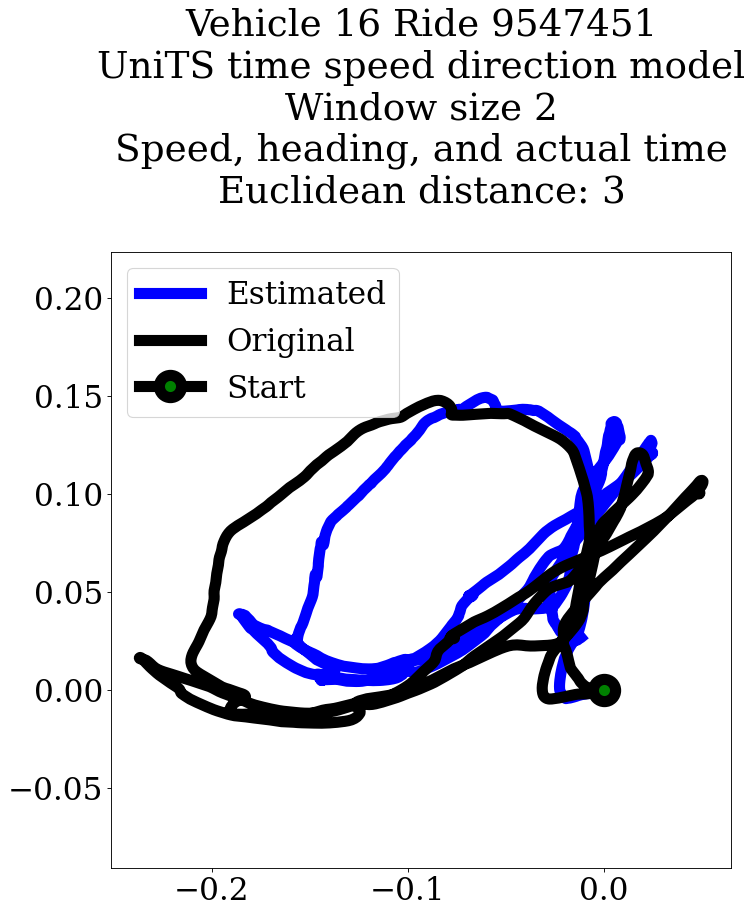 Vehicle 16 Ride 9547451
UniTS time speed direction model
Window size 2
Speed, heading, and actual time
Euclidean distance: 3
Estimated
Original
Start
0.20
0.15
0.10
0.05
0.00
−0.05
−0.2
−0.1
0.0